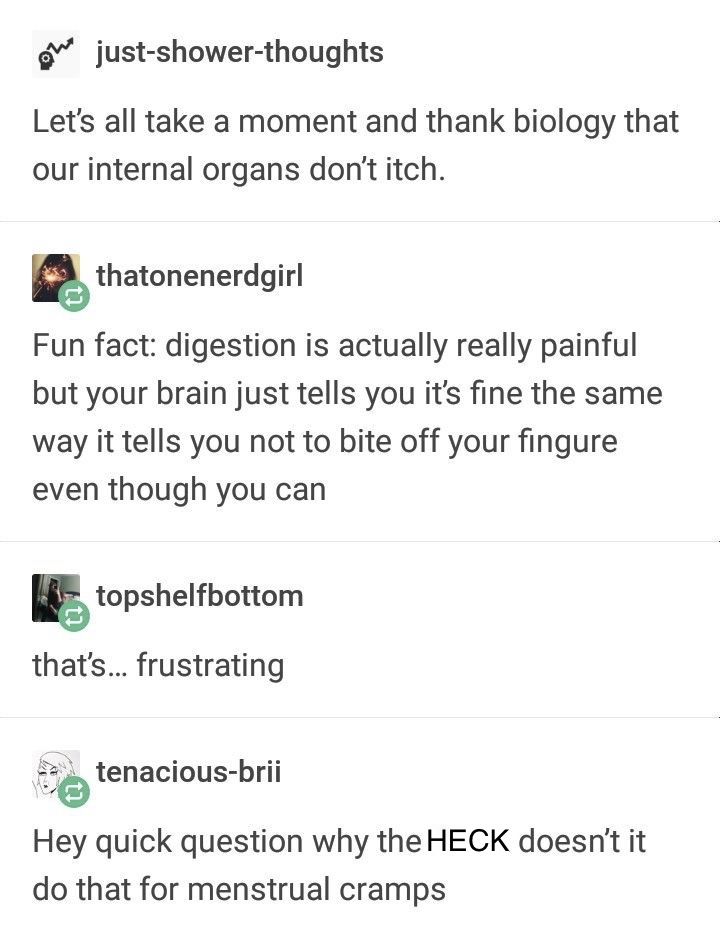 just-shower-thoughts
Let's all take a moment and thank biology that
our internal organs don't itch.
thatonenerdgirl
Fun fact: digestion is actually really painful
but your brain just tells you it's fine the same
way it tells you not to bite off your fingure
even though you can
topshelfbottom
that's... frustrating
tenacious-brii
Hey quick question why the HECK doesn't it
do that for menstrual cramps